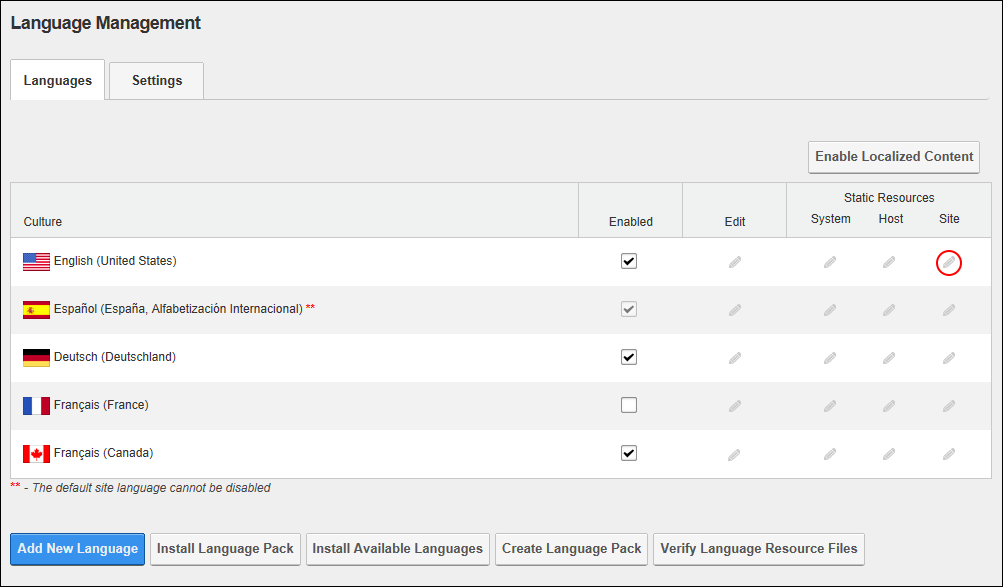 Language Management
Languages
Settings
Enable Localized Content
Static Resources
Culture
Enabled
Edit
System
Host
Site
English (United States)
Español (España, Alfabetización Internacional) **
Deutsch (Deutschland)
Français (France)
Français (Canada)
** - The default site language cannot be disabled
Add New Language
Install Language Pack
Install Available Languages
Create Language Pack
Verify Language Resource Files